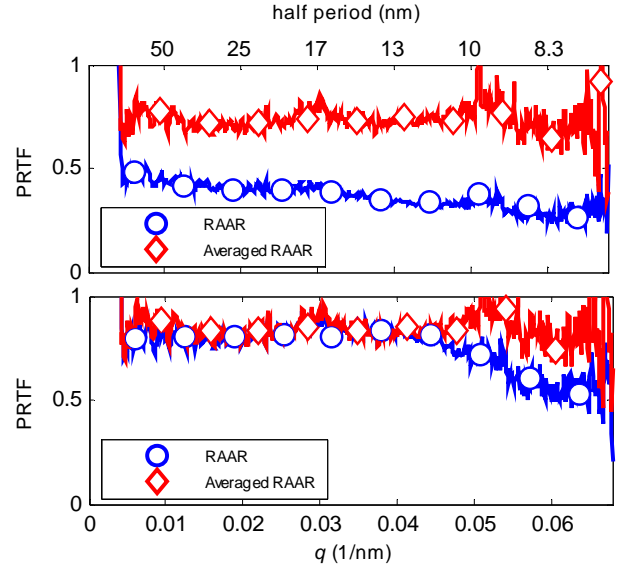 half period (nm)
50 25 17 13 10 8.3
1
PRTF
0.5
RAAR
Averaged RAAR
0
1
PRTF
0.5
RAAR
Averaged RAAR
0
0 0.01 0.02 0.03 0.04 0.05 0.06
q (1/nm)